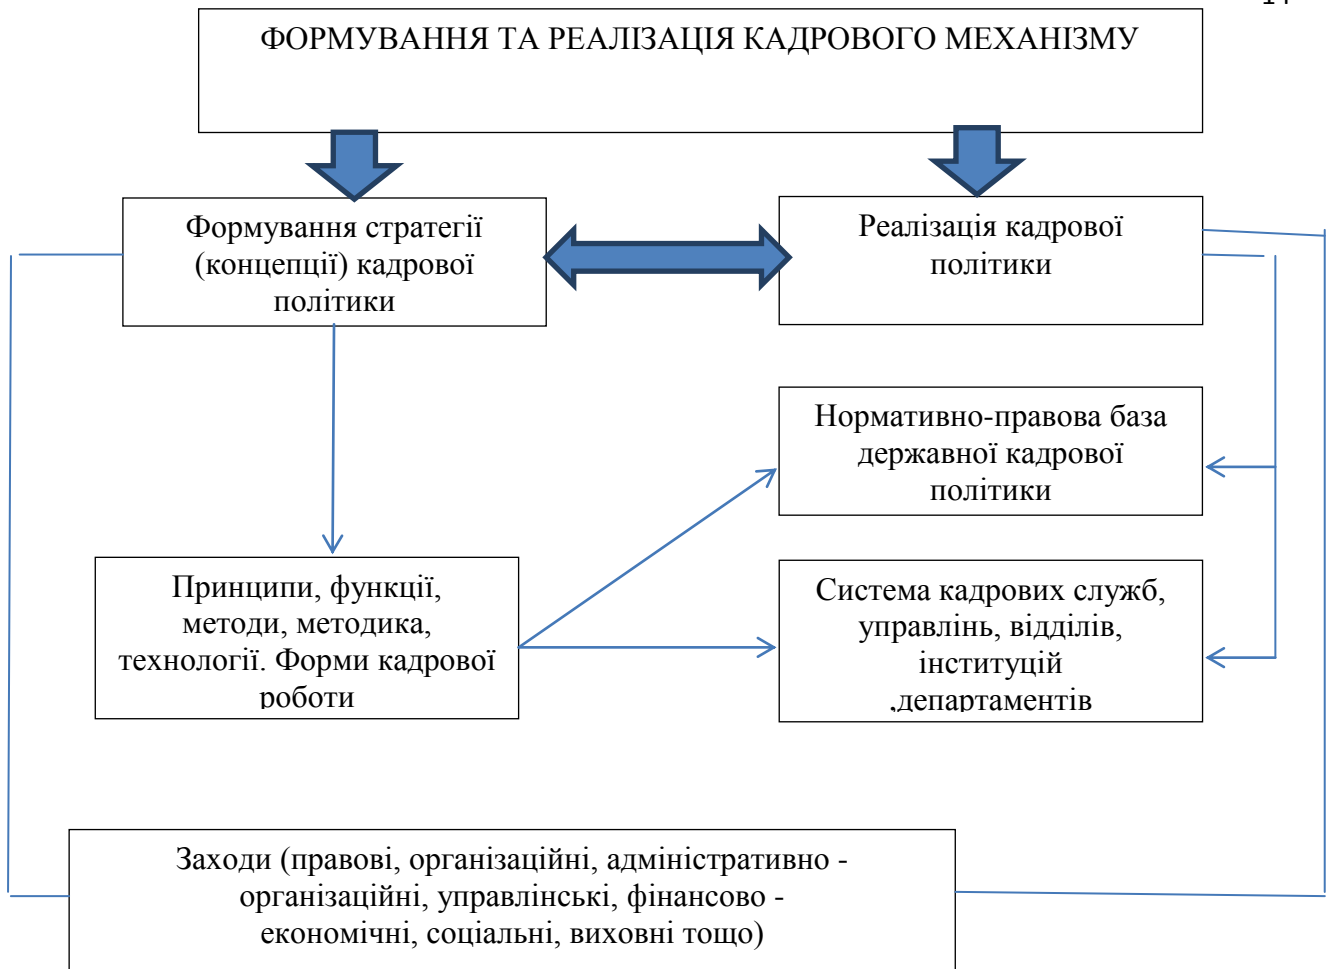 ФОРМУВАННЯ ТА РЕАЛІЗАЦІЯ КАДРОВОГО МЕХАНІЗМУ
Формування стратегії
(концепції) кадрової
політики
Реалізація кадрової
політики
Нормативно-правова база
державної кадрової
політики
Принципи, функції,
методи, методика,
технології. Форми кадрової
роботи
Система кадрових служб,
управлінь, відділів,
інституцій
,департаментів
Заходи (правові, організаційні, адміністративно -
організаційні, управлінські, фінансово -
економічні, соціальні, виховні тощо)